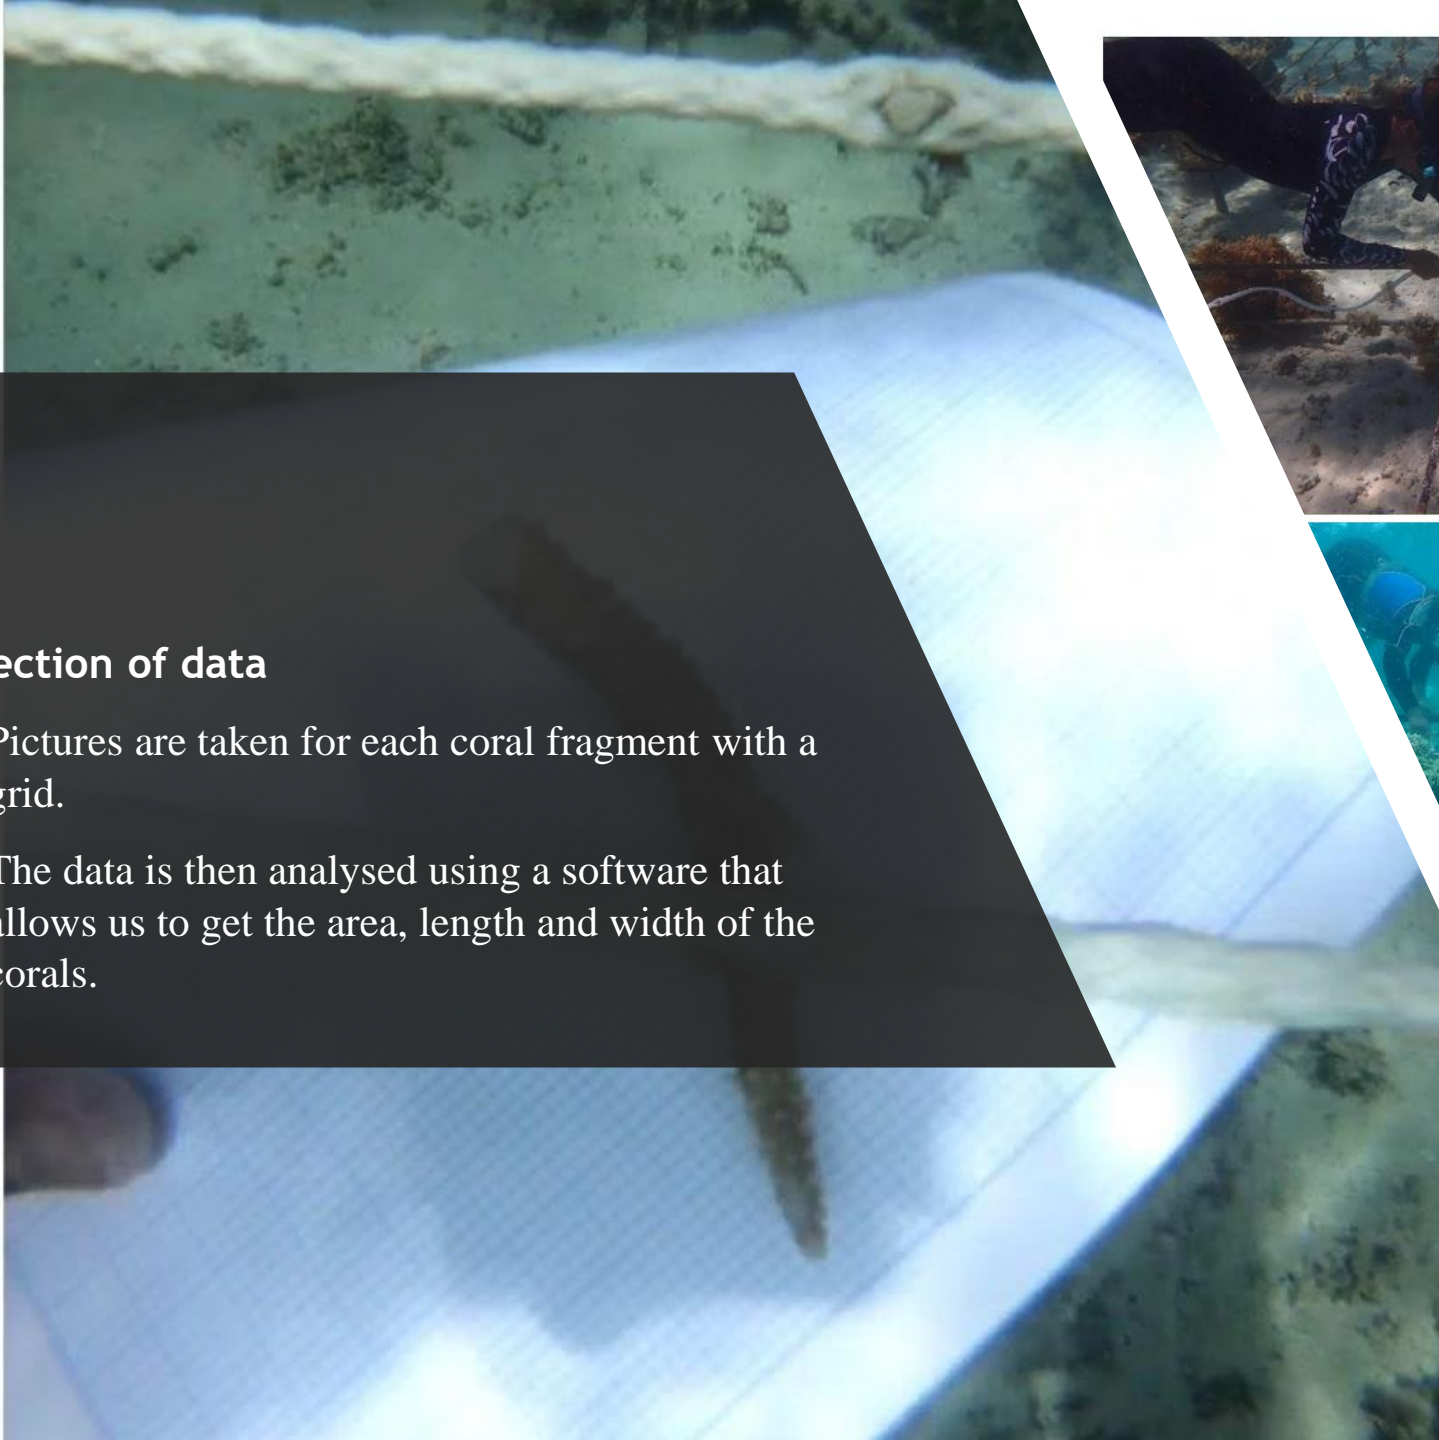 ection of data
Pictures are taken for each coral fragment with a
grid.
The data is then analysed using a software that
allows us to get the area, length and width of the
corals.